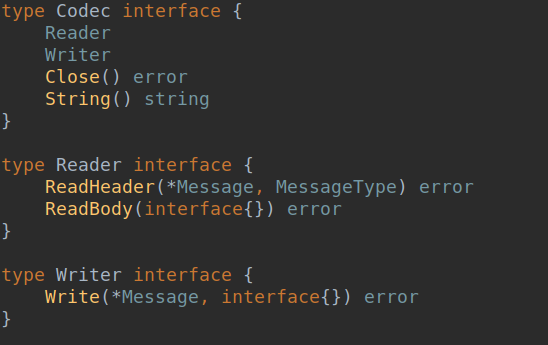 type Codec interface {
    Reader
    Writer
    Close() error
    String() string
}

type Reader interface {
    ReadHeader(*Message, MessageType) error
    ReadBody(interface{}) error
}

type Writer interface {
    Write(*Message, interface{}) error
}